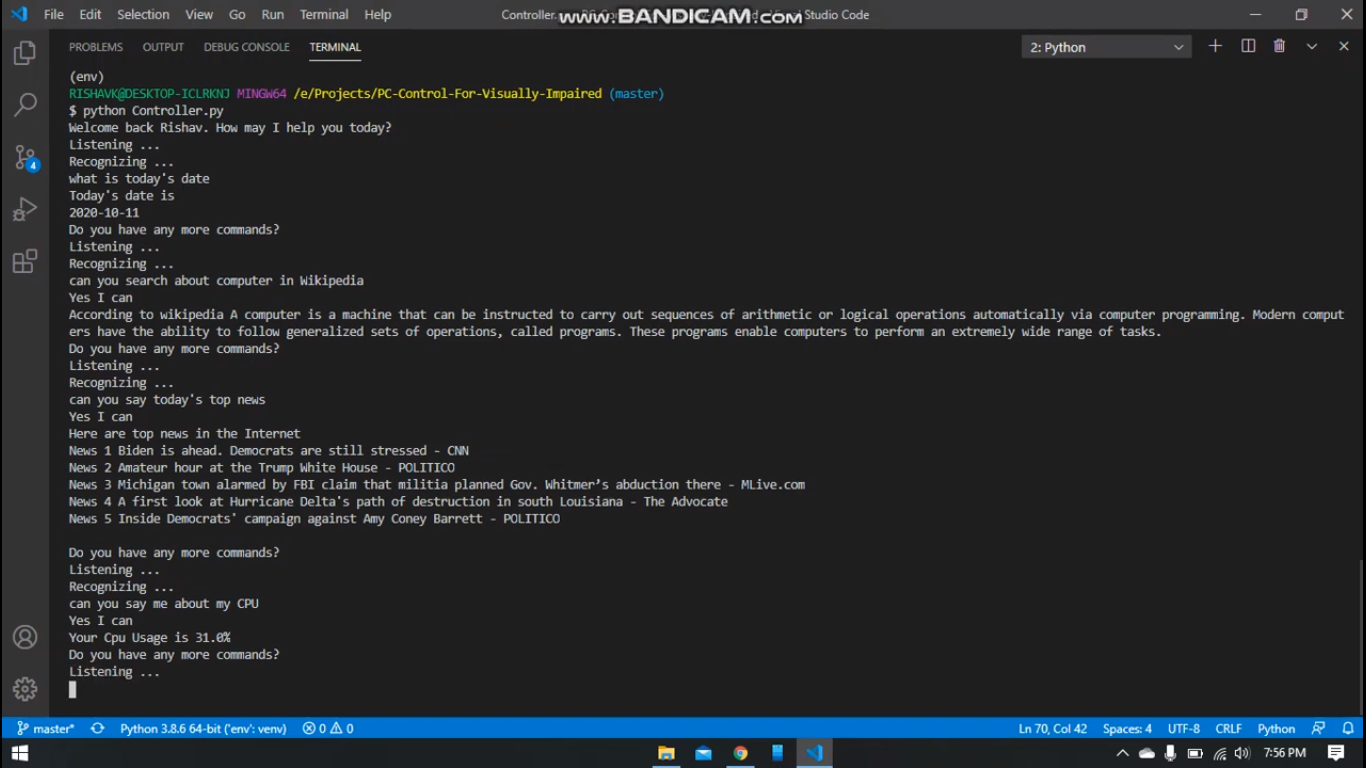 File Edit Selection View Go Run Terminal Help Controller. www.BANDICAM.com Studio Code
PROBLEMS OUTPUT DEBUG CONSOLE TERMINAL 2: Python
(env)
RISHAVK@DESKTOP-ICLRKNJ MINGW64 /e/Projects/PC-Control-For-Visually-Impaired (master)
$ python Controller.py
Welcome back Rishav. How may I help you today?
Listening ...
Recognizing ...
what is today's date
Today's date is
2020-10-11
Do you have any more commands?
Listening ...
Recognizing ...
can you search about computer in Wikipedia
Yes I can
According to wikipedia A computer is a machine that can be instructed to carry out sequences of arithmetic or logical operations automatically via computer programming. Modern comput
ers have the ability to follow generalized sets of operations, called programs. These programs enable computers to perform an extremely wide range of tasks.
Do you have any more commands?
Listening ...
Recognizing ...
can you say today's top news
Yes I can
Here are top news in the Internet
News 1 Biden is ahead. Democrats are still stressed - CNN
News 2 Amateur hour at the Trump White House - POLITICO
News 3 Michigan town alarmed by FBI claim that militia planned Gov. Whitmer’s abduction there - MLive.com
News 4 A first look at Hurricane Delta's path of destruction in south Louisiana - The Advocate
News 5 Inside Democrats' campaign against Amy Coney Barrett - POLITICO
Do you have any more commands?
Listening ...
Recognizing ...
can you say me about my CPU
Yes I can
Your Cpu Usage is 31.0%
Do you have any more commands?
Listening ...
4
master* Python 3.8.6 64-bit ('env': venv) 0 0 Ln 70, Col 42 Spaces: 4 UTF-8 CRLF Python
7:56 PM